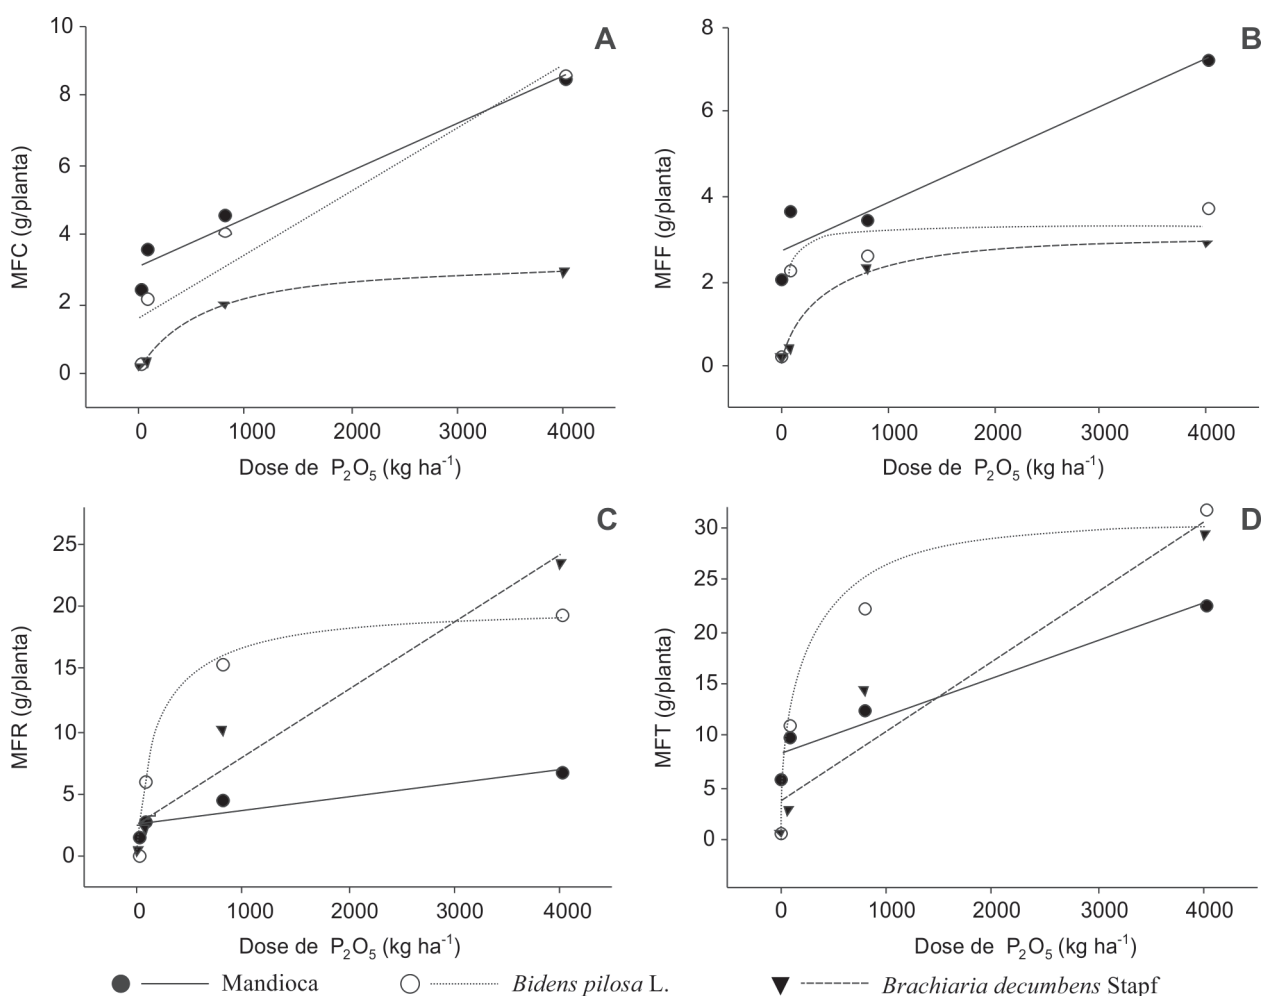 A
10
8
6
4
2
0
MFC (g/planta)
0 1000 2000 3000 4000
Dose de P₂O₅ (kg ha⁻¹)
B
8
6
4
2
0
MFF (g/planta)
0 1000 2000 3000 4000
Dose de P₂O₅ (kg ha⁻¹)
C
25
20
15
10
5
0
MFR (g/planta)
0 1000 2000 3000 4000
Dose de P₂O₅ (kg ha⁻¹)
D
30
25
20
15
10
5
0
MFT (g/planta)
0 1000 2000 3000 4000
Dose de P₂O₅ (kg ha⁻¹)
Mandioca Bidens pilosa L. Brachiaria decumbens Stapf